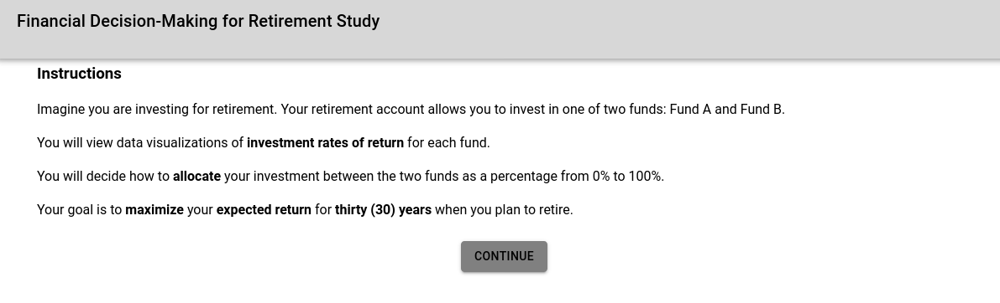 Financial Decision-Making for Retirement Study
Instructions
Imagine you are investing for retirement. Your retirement account allows you to invest in one of two funds: Fund A and Fund B.
You will view data visualizations of investment rates of return for each fund.
You will decide how to allocate your investment between the two funds as a percentage from 0% to 100%.
Your goal is to maximize your expected return for thirty (30) years when you plan to retire.
CONTINUE